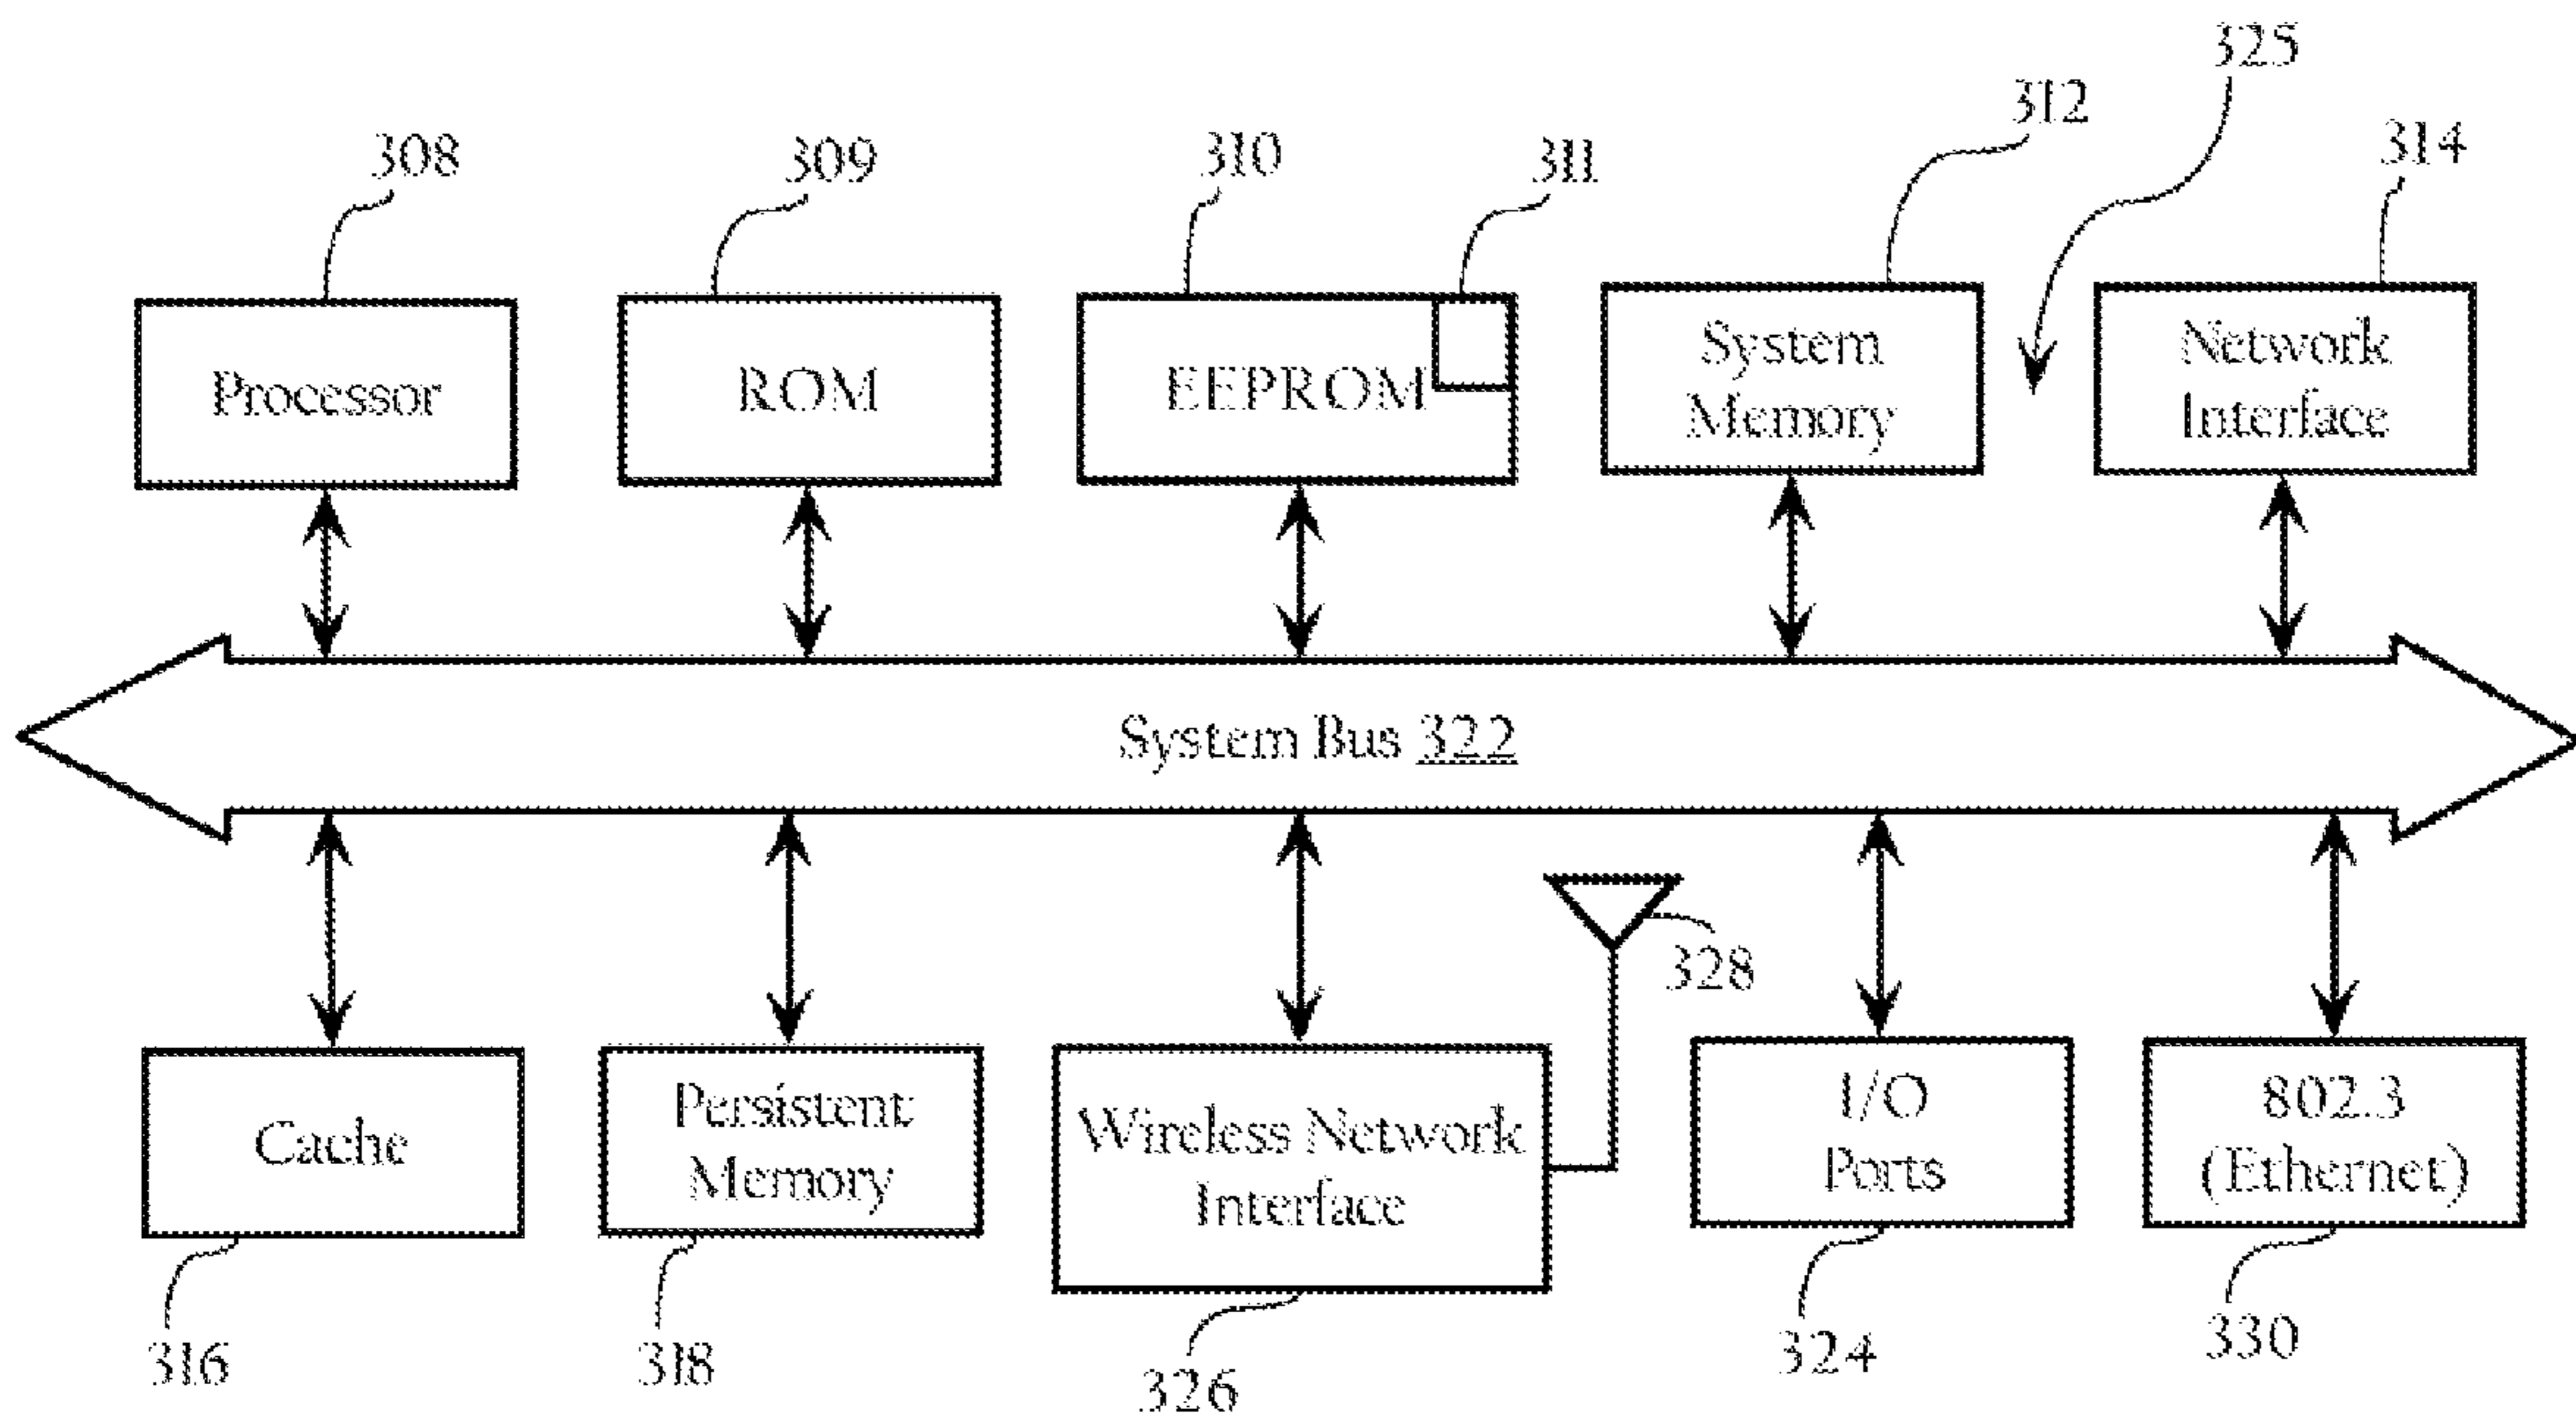 325
312
308
309
310
311
314
Processor
ROM
EEPROM
System
Memory
Network
Interface
System Bus 322
328
Cache
Persistent
Memory
Wireless Network
Interface
I/O
Ports
802.3
(Ethernet)
316
318
326
324
330